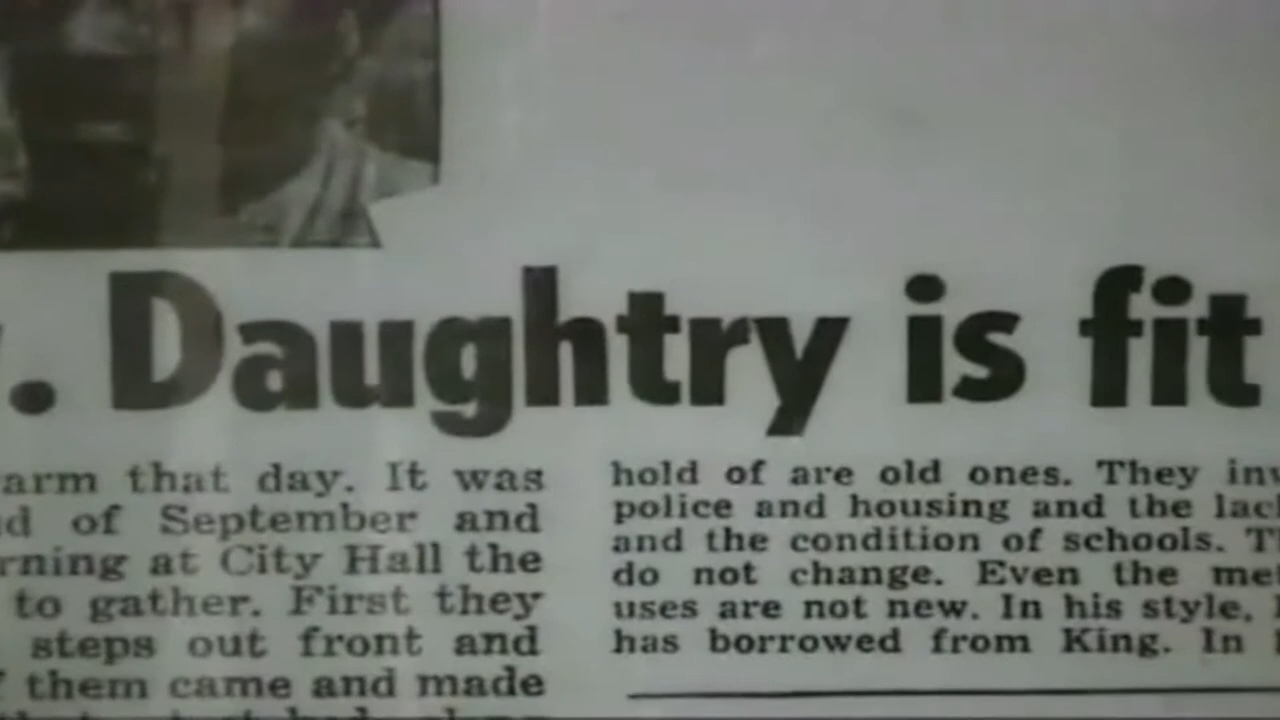 . Daughtry is fit
arm that day. It was
of September and
rning at City Hall the
to gather. First they
steps out front and
them came and made
hold of are old ones. They inv
police and housing and the lac
and the condition of schools. T
do not change. Even the me
uses are not new. In his style,
has borrowed from King. In